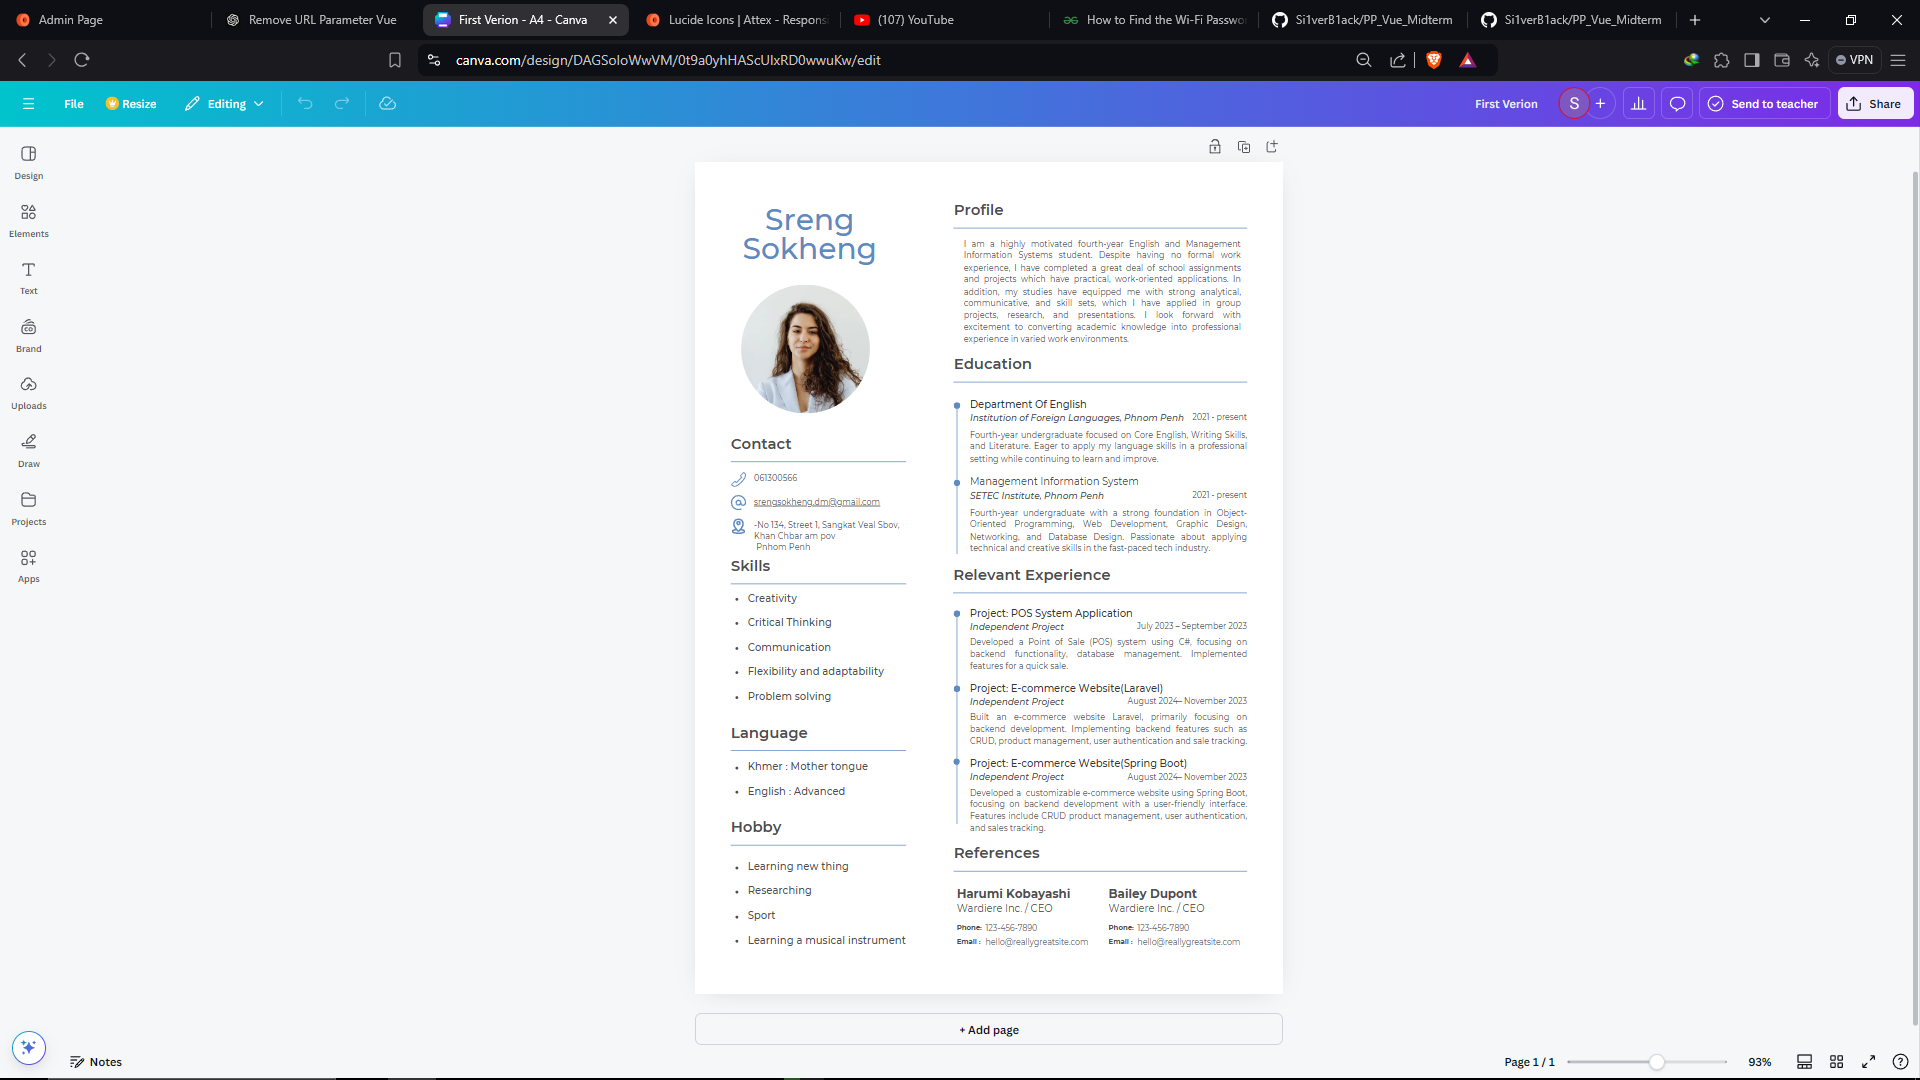 Admin Page
Remove URL Parameter Vue
First Verion - A4 - Canva
Lucide Icons | Attex - Respons
(107) YouTube
How to Find the Wi-Fi Passwo
Si1verB1ack/PP_Vue_Midterm
Si1verB1ack/PP_Vue_Midterm
canva.com/design/DAGSoIoWwVM/0t9a0yhHAScUIxRD0wwuKw/edit
VPN
File
Resize
Editing
First Verion
S
Send to teacher
Share
Design
Elements
Text
Brand
Uploads
Draw
Projects
Apps
Sreng
Sokheng
Contact
061300566
srengsokheng.dm@gmail.com
-No 134, Street 1, Sangkat Veal Sbov,
Khan Chbar am pov
Pnhom Penh
Skills
• Creativity
• Critical Thinking
• Communication
• Flexibility and adaptability
• Problem solving
Language
• Khmer : Mother tongue
• English : Advanced
Hobby
• Learning new thing
• Researching
• Sport
• Learning a musical instrument
Profile
I am a highly motivated fourth-year English and Management
Information Systems student. Despite having no formal work
experience, I have completed a great deal of school assignments
and projects which have practical, work-oriented applications. In
addition, my studies have equipped me with strong analytical,
communicative, and skill sets, which I have applied in group
projects, research, and presentations. I look forward with
excitement to converting academic knowledge into professional
experience in varied work environments.
Education
Department Of English
Institution of Foreign Languages, Phnom Penh 2021 - present
Fourth-year undergraduate focused on Core English, Writing Skills,
and Literature. Eager to apply my language skills in a professional
setting while continuing to learn and improve.
Management Information System
SETEC Institute, Phnom Penh 2021 - present
Fourth-year undergraduate with a strong foundation in Object-
Oriented Programming, Web Development, Graphic Design,
Networking, and Database Design. Passionate about applying
technical and creative skills in the fast-paced tech industry.
Relevant Experience
Project: POS System Application
Independent Project July 2023 – September 2023
Developed a Point of Sale (POS) system using C#, focusing on
backend functionality, database management. Implemented
features for a quick sale.
Project: E-commerce Website(Laravel)
Independent Project August 2024– November 2023
Built an e-commerce website Laravel, primarily focusing on
backend development. Implementing backend features such as
CRUD, product management, user authentication and sale tracking.
Project: E-commerce Website(Spring Boot)
Independent Project August 2024– November 2023
Developed a customizable e-commerce website using Spring Boot,
focusing on backend development with a user-friendly interface.
Features include CRUD product management, user authentication,
and sales tracking.
References
Harumi Kobayashi
Wardiere Inc. / CEO
Phone: 123-456-7890
Email : hello@reallygreatsite.com
Bailey Dupont
Wardiere Inc. / CEO
Phone: 123-456-7890
Email : hello@reallygreatsite.com
+ Add page
Notes
Page 1 / 1
93%